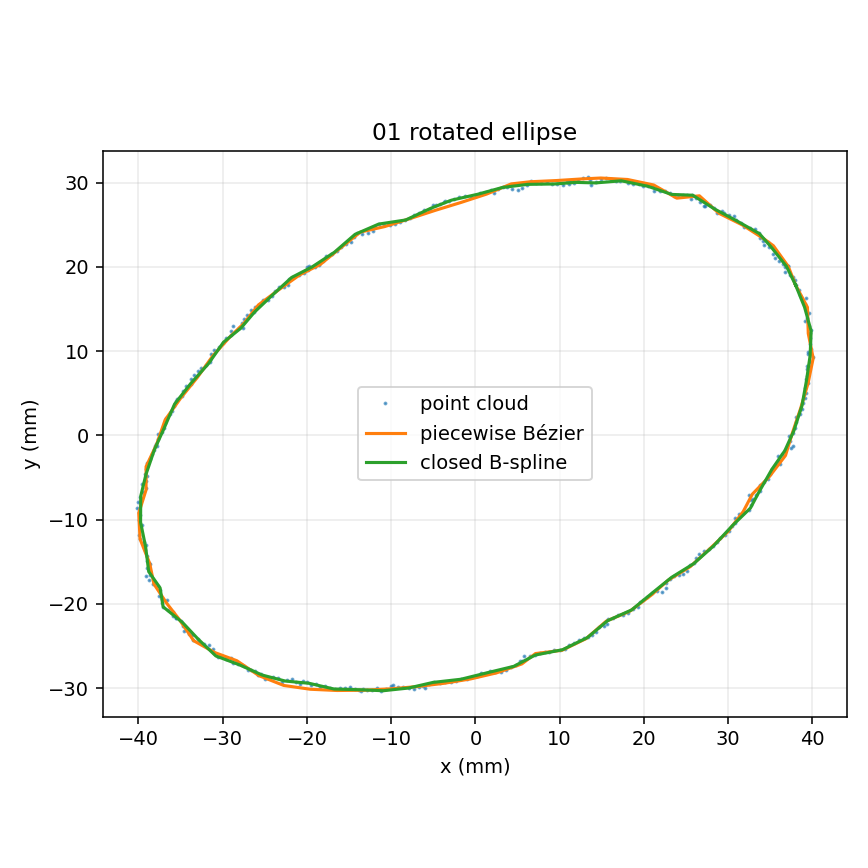 01 rotated ellipse
y (mm)
30
20
10
0
−10
−20
−30
point cloud
piecewise Bézier
closed B-spline
−40 −30 −20 −10 0 10 20 30 40
x (mm)